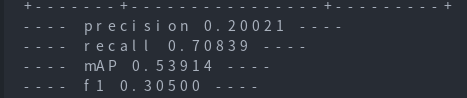 +-------+----------------+---------+
---- precision 0.20021 ----
---- recall 0.70839 ----
---- mAP 0.53914 ----
---- f1 0.30500 ----